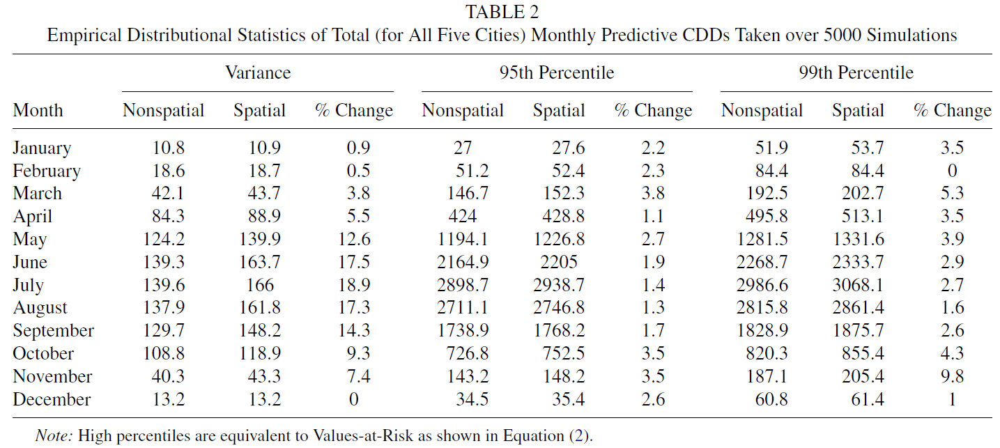 TABLE 2
Empirical Distributional Statistics of Total (for All Five Cities) Monthly Predictive CDDs Taken over 5000 Simulations
Variance 95th Percentile 99th Percentile
Month Nonspatial Spatial % Change Nonspatial Spatial % Change Nonspatial Spatial % Change
January 10.8 10.9 0.9 27 27.6 2.2 51.9 53.7 3.5
February 18.6 18.7 0.5 51.2 52.4 2.3 84.4 84.4 0
March 42.1 43.7 3.8 146.7 152.3 3.8 192.5 202.7 5.3
April 84.3 88.9 5.5 424 428.8 1.1 495.8 513.1 3.5
May 124.2 139.9 12.6 1194.1 1226.8 2.7 1281.5 1331.6 3.9
June 139.3 163.7 17.5 2164.9 2205 1.9 2268.7 2333.7 2.9
July 139.6 166 18.9 2898.7 2938.7 1.4 2986.6 3068.1 2.7
August 137.9 161.8 17.3 2711.1 2746.8 1.3 2815.8 2861.4 1.6
September 129.7 148.2 14.3 1738.9 1768.2 1.7 1828.9 1875.7 2.6
October 108.8 118.9 9.3 726.8 752.5 3.5 820.3 855.4 4.3
November 40.3 43.3 7.4 143.2 148.2 3.5 187.1 205.4 9.8
December 13.2 13.2 0 34.5 35.4 2.6 60.8 61.4 1
Note: High percentiles are equivalent to Values-at-Risk as shown in Equation (2).